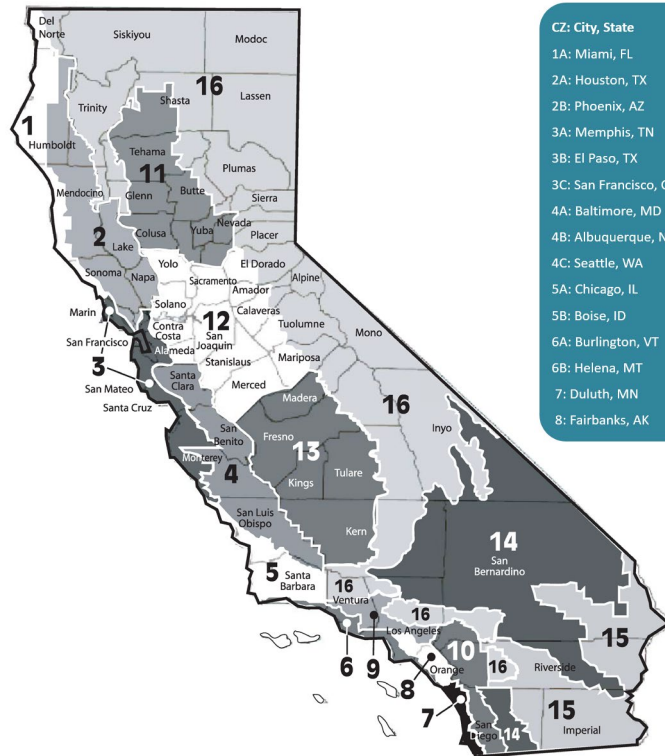 Del
Norte
Siskiyou
Modoc
16
Shasta
Lassen
Trinity
1
Humboldt
Tehama
11
Plumas
Mendocino
Glenn
Butte
Sierra
2
Lake
Colusa
Yuba
Nevada
Placer
Sonoma
Napa
Yolo
El Dorado
Sacramento
Alpine
Amador
Marin
Solano
12
Calaveras
Mono
San Francisco
Contra
Costa
San
Joaquin
Tuolumne
Alameda
3
Stanislaus
Mariposa
San Mateo
Santa
Clara
Merced
Santa Cruz
Madera
16
San
Benito
Fresno
13
Inyo
Monterey
4
Kings
Tulare
San Luis
Obispo
Kern
14
San
Bernardino
5
Santa
Barbara
16
Ventura
16
Los Angeles
6
9
8
10
Orange
16
Riverside
15
7
San
Diego
14
15
Imperial
CZ: City, State
1A: Miami, FL
2A: Houston, TX
2B: Phoenix, AZ
3A: Memphis, TN
3B: El Paso, TX
3C: San Francisco,
4A: Baltimore, MD
4B: Albuquerque,
4C: Seattle, WA
5A: Chicago, IL
5B: Boise, ID
6A: Burlington, VT
6B: Helena, MT
7: Duluth, MN
8: Fairbanks, AK